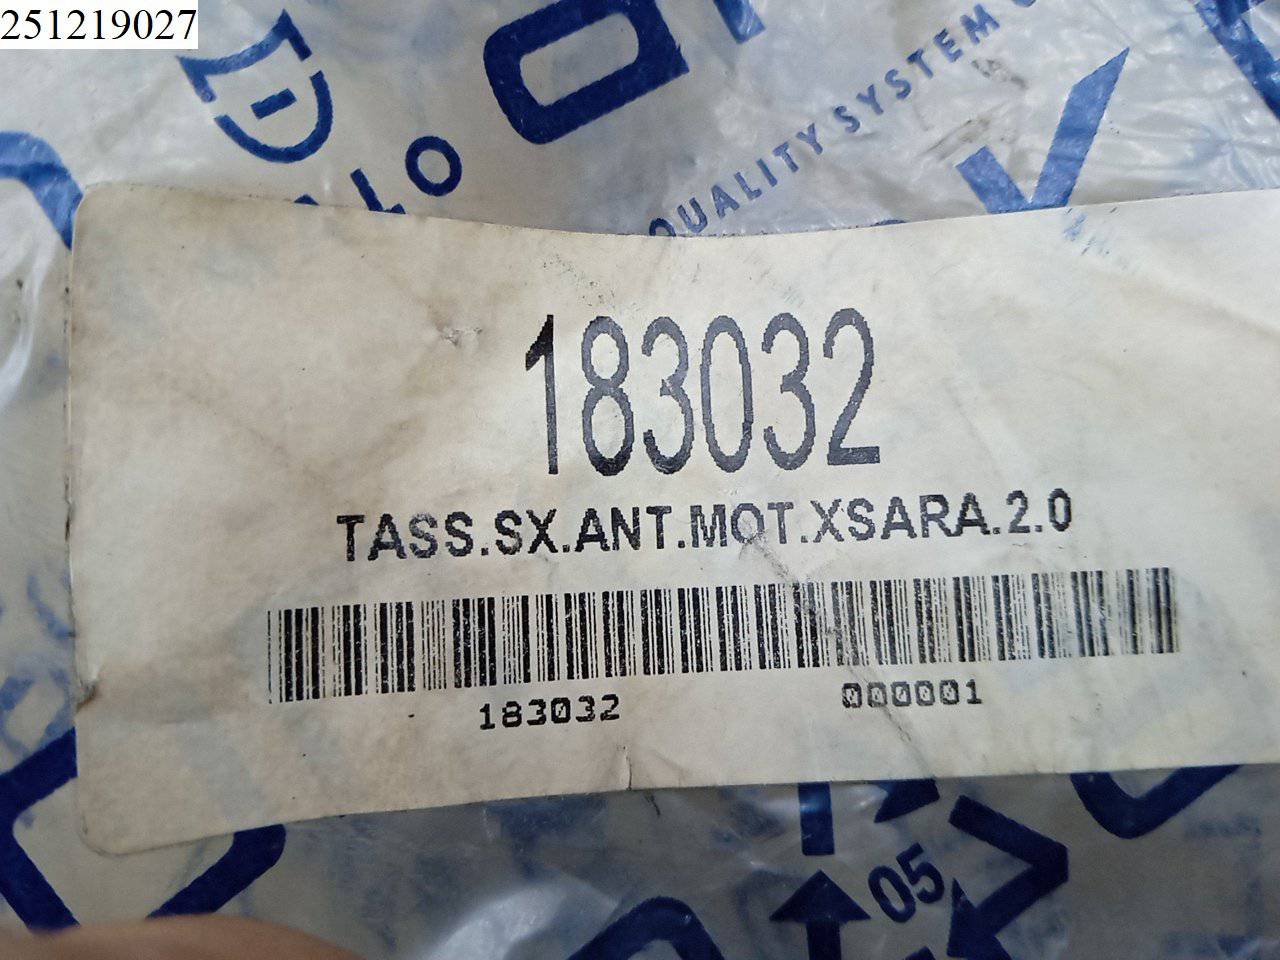 251219027
QUALITY SYSTEM
183032
TASS.SX.ANT.MOT.XSARA.2.0
183032 000001
05